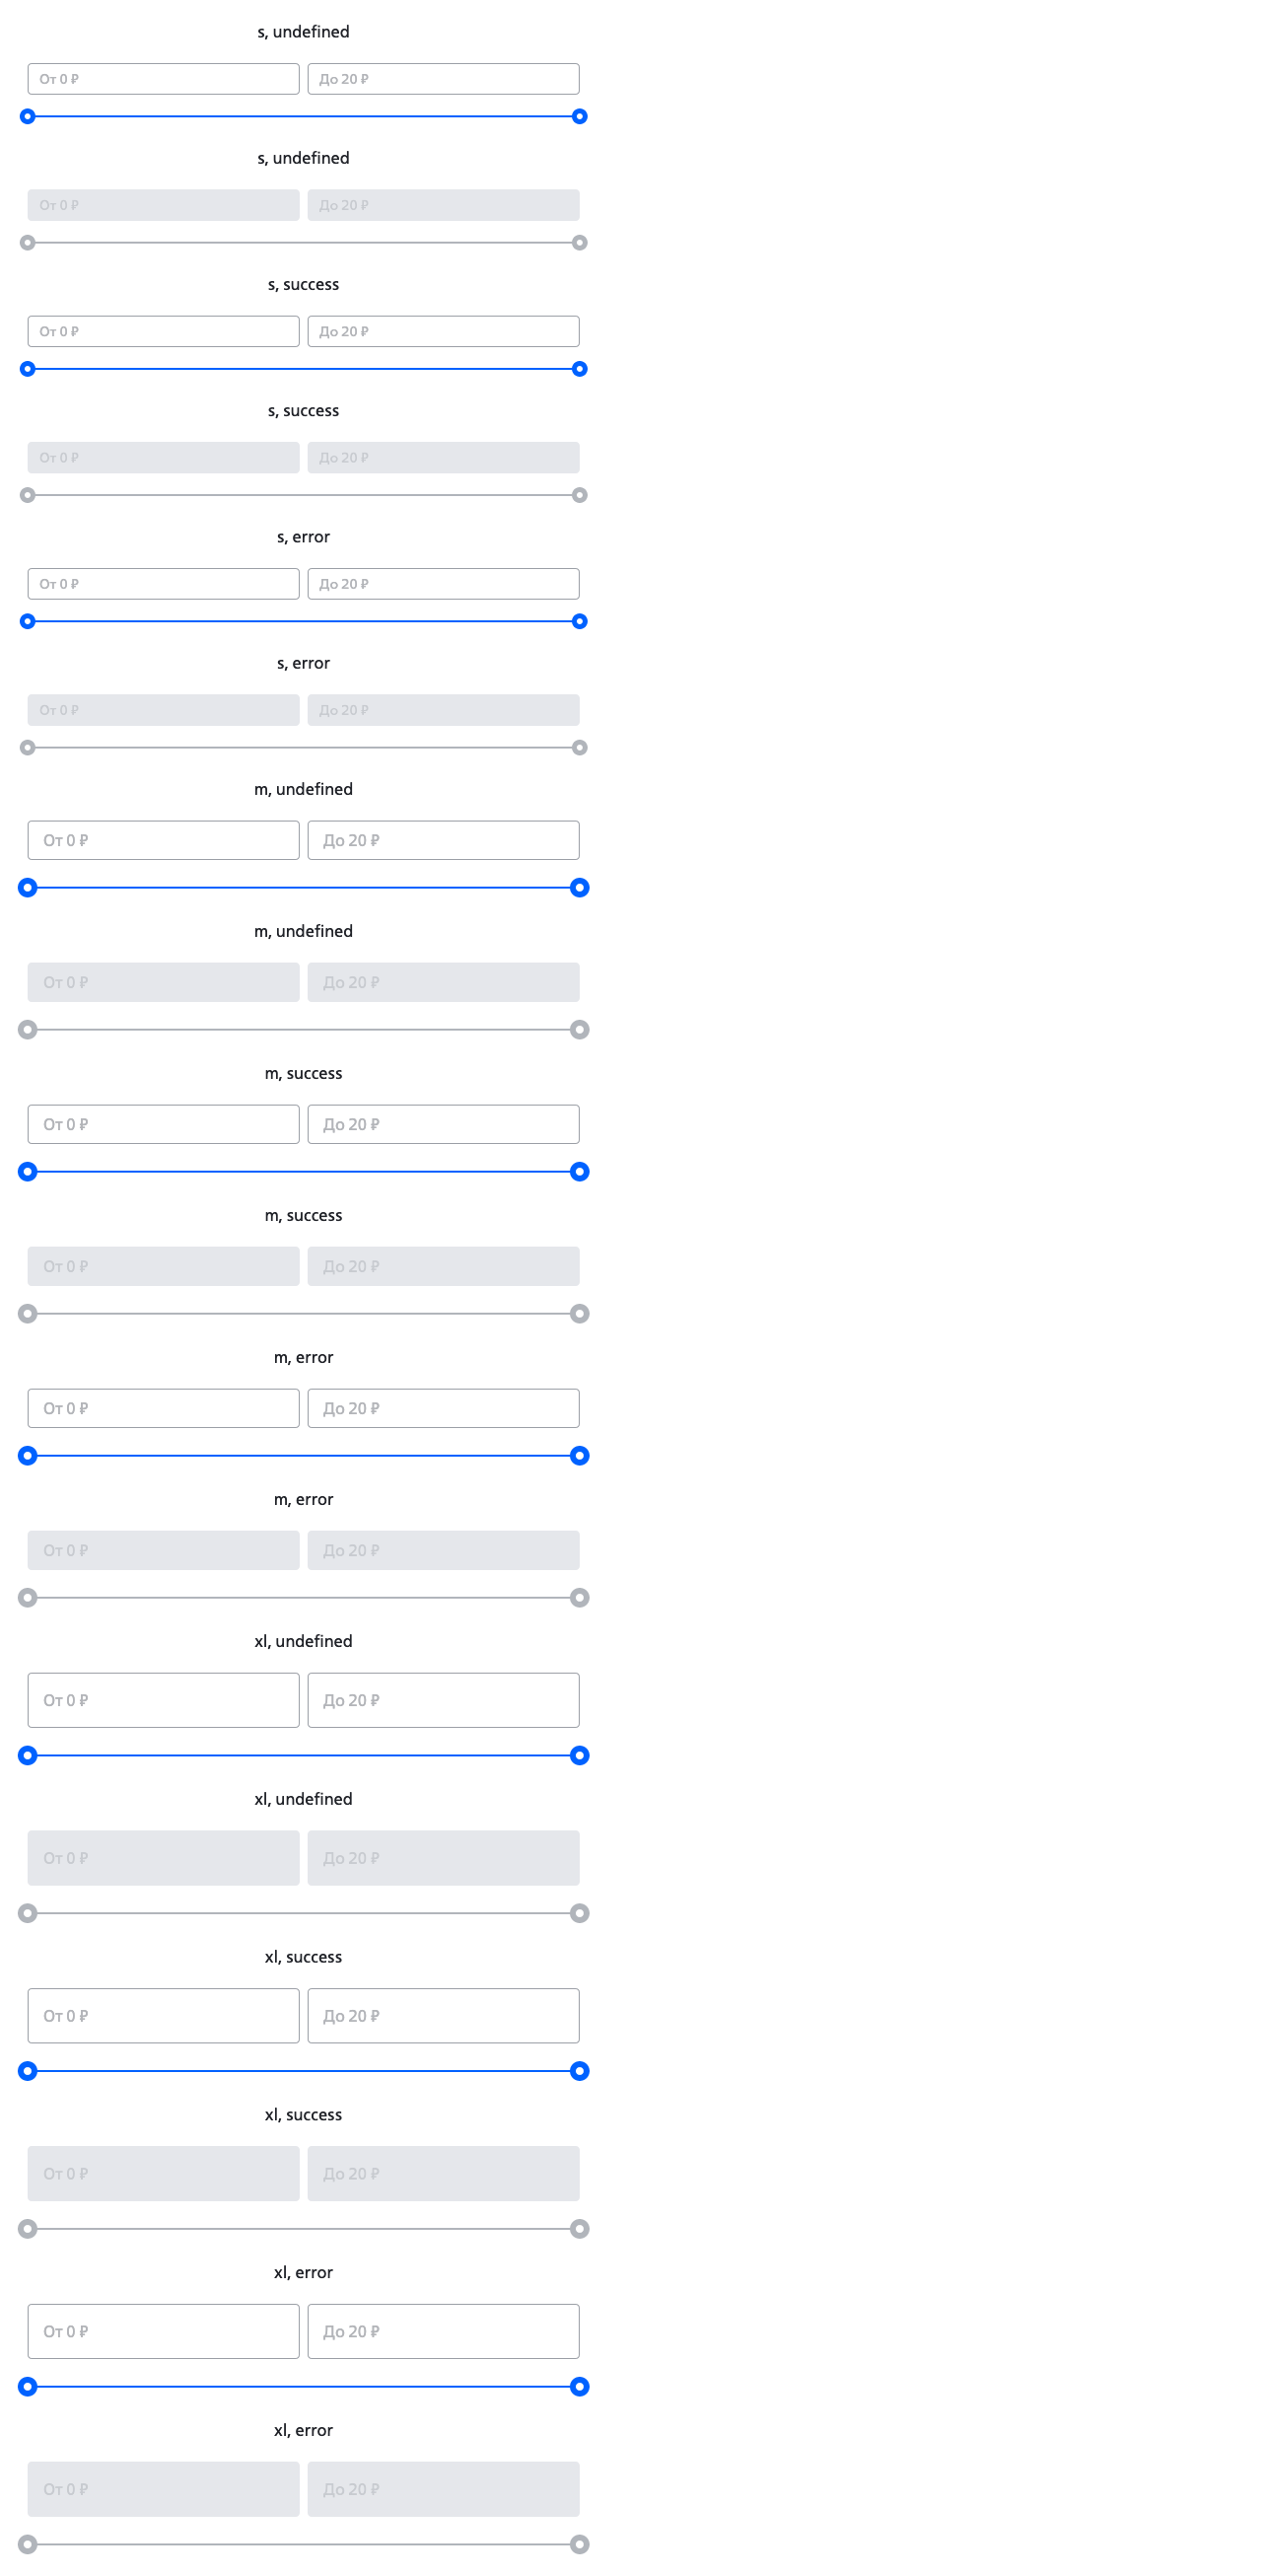 s, undefined
От 0 ₽ До 20 ₽
s, undefined
От 0 ₽ До 20 ₽
s, success
От 0 ₽ До 20 ₽
s, success
От 0 ₽ До 20 ₽
s, error
От 0 ₽ До 20 ₽
s, error
От 0 ₽ До 20 ₽
m, undefined
От 0 ₽ До 20 ₽
m, undefined
От 0 ₽ До 20 ₽
m, success
От 0 ₽ До 20 ₽
m, success
От 0 ₽ До 20 ₽
m, error
От 0 ₽ До 20 ₽
m, error
От 0 ₽ До 20 ₽
xl, undefined
От 0 ₽ До 20 ₽
xl, undefined
От 0 ₽ До 20 ₽
xl, success
От 0 ₽ До 20 ₽
xl, success
От 0 ₽ До 20 ₽
xl, error
От 0 ₽ До 20 ₽
xl, error
От 0 ₽ До 20 ₽